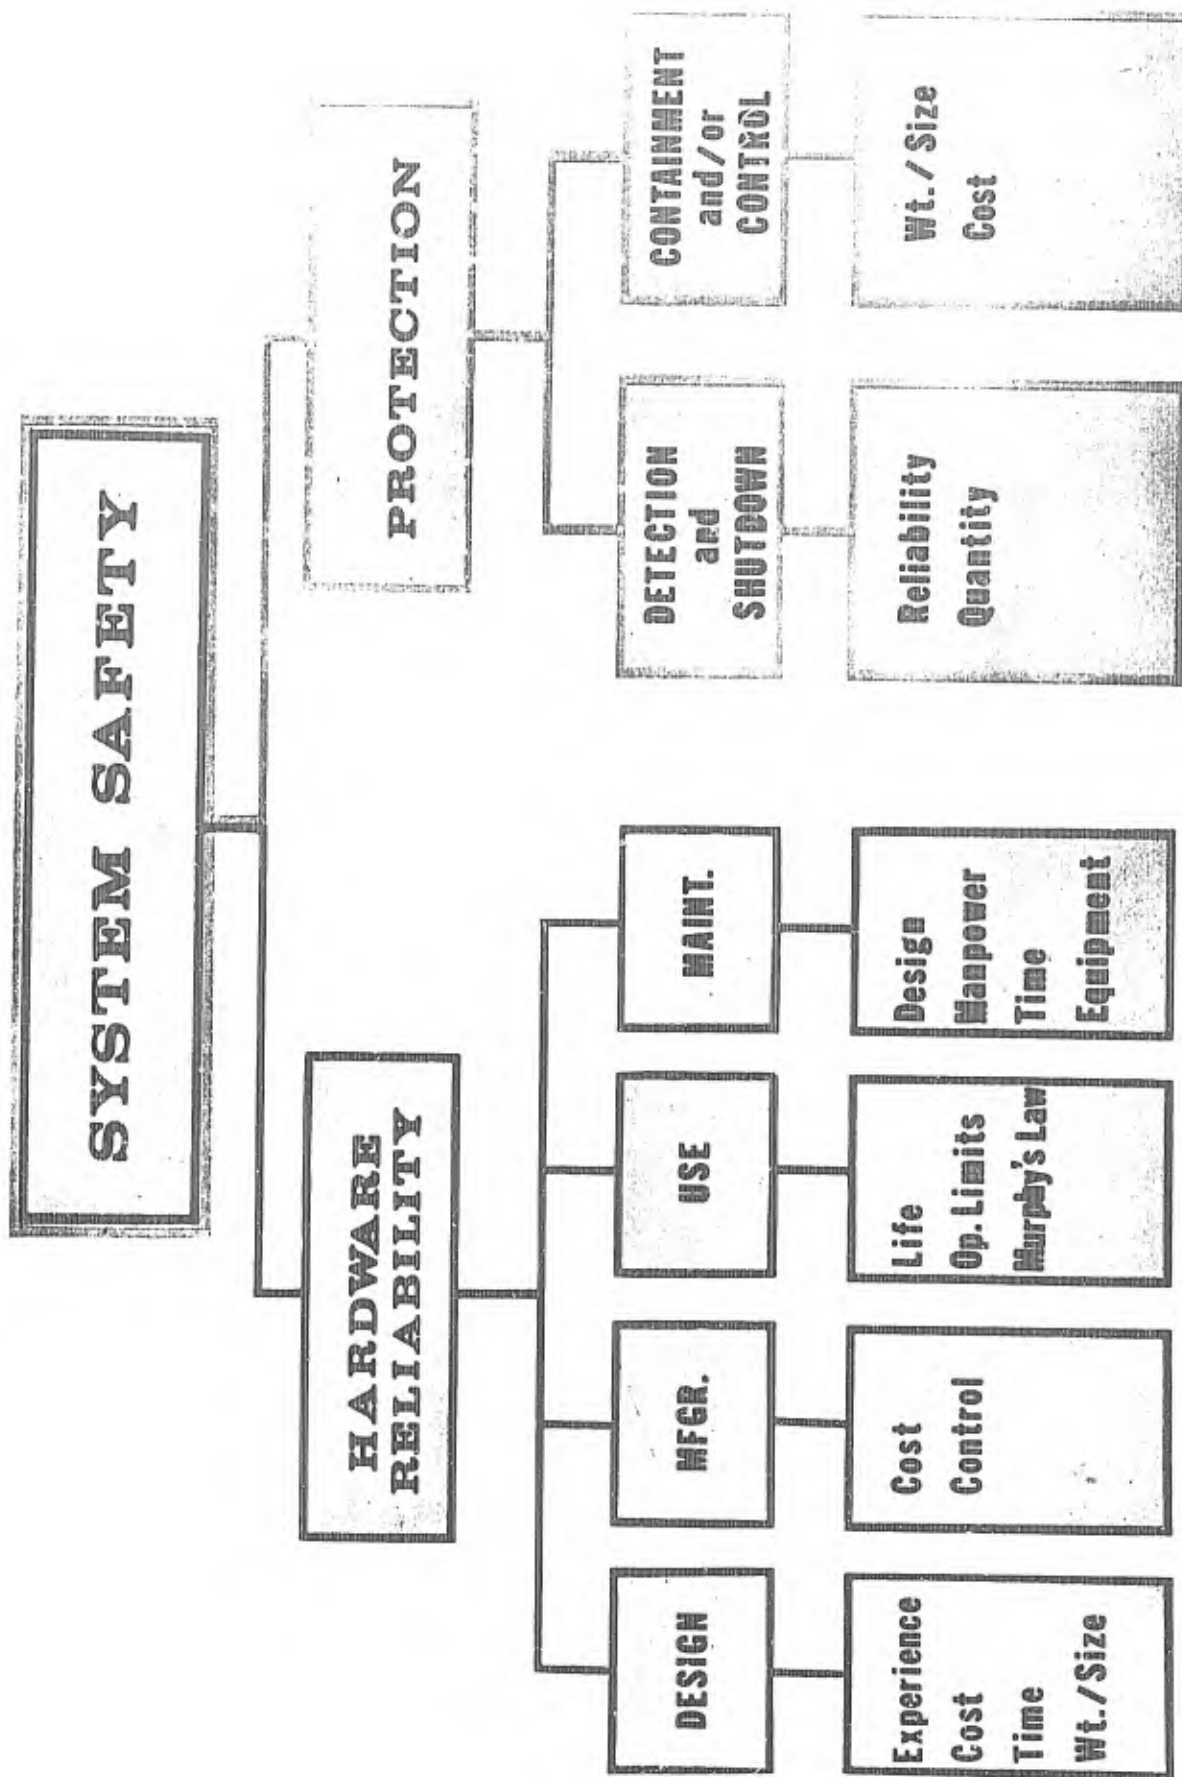 SYSTEM SAFETY
HARDWARE
RELIABILITY
PROTECTION
DESIGN
MFGR.
USE
MAINT.
DETECTION
and
SHUTDOWN
CONTAINMENT
and/or
CONTROL
Experience
Cost
Time
Wt./Size
Cost
Control
Life
Op. Limits
Murphy's Law
Design
Manpower
Time
Equipment
Reliability
Quantity
Wt./Size
Cost